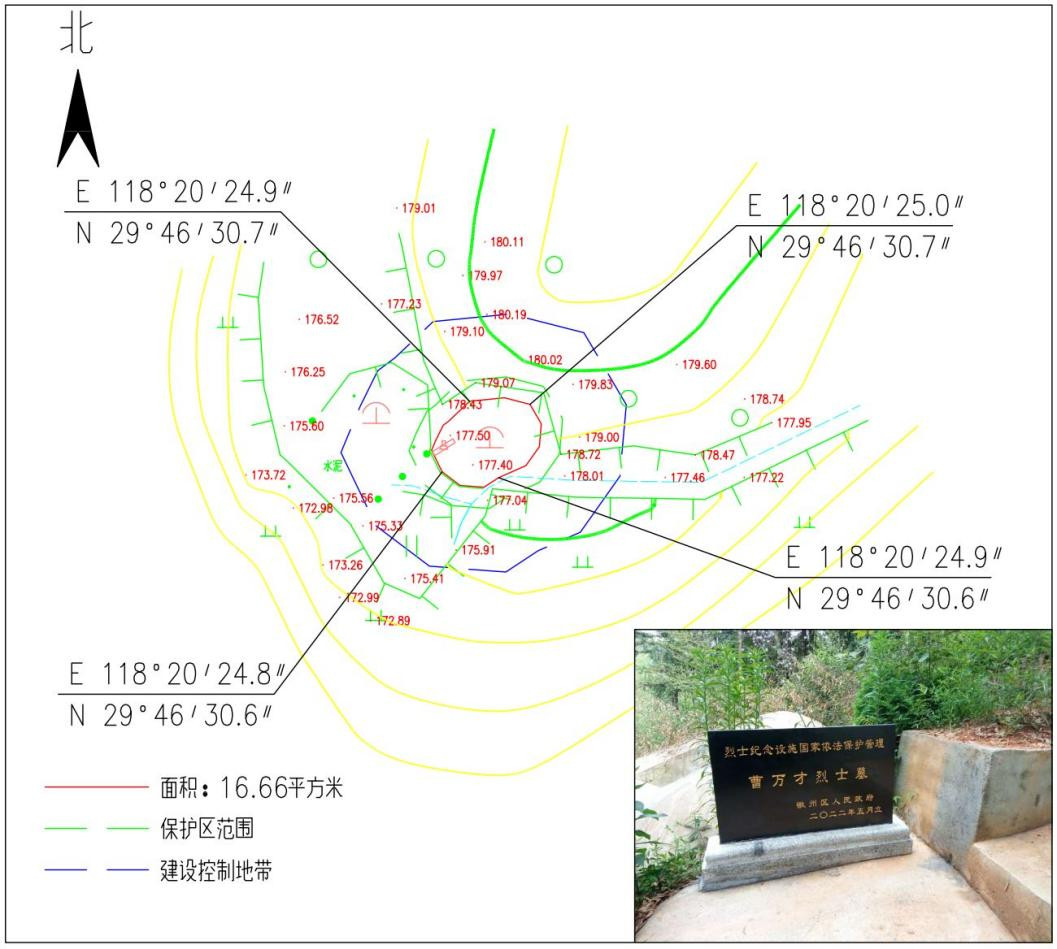 北
E 118°20′24.9″
N 29°46′30.7″
E 118°20′25.0″
N 29°46′30.7″
179.01
180.11
179.97
177.23
180.19
176.52
179.10
180.02
179.60
176.25
179.07
179.83
178.43
178.74
175.60
177.50
179.00
177.95
178.72
178.47
水泥
177.40
173.72
178.01
177.46
177.22
175.56
177.04
172.98
175.33
175.91
173.26
175.41
172.99
172.89
E 118°20′24.9″
N 29°46′30.6″
E 118°20′24.8″
N 29°46′30.6″
面积：16.66平方米
保护区范围
建设控制地带
烈士纪念设施国家依法保护管理
曹万才烈士墓
徽州区人民政府
二〇二二年五月立